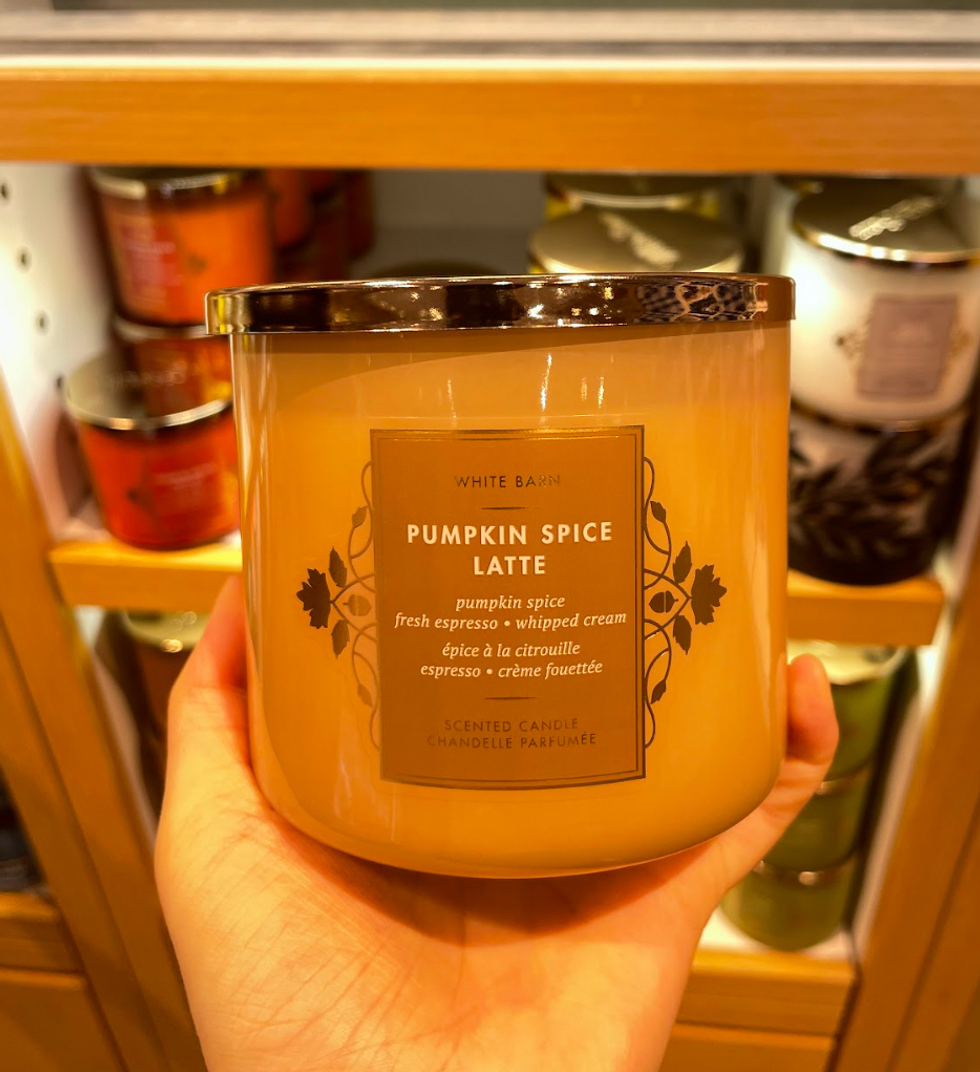 WHITE BARN
PUMPKIN SPICE
LATTE
pumpkin spice
fresh espresso • whipped cream
épice à la citrouille
espresso • crème fouettée
SCENTED CANDLE
CHANDELLE PARFUMÉE